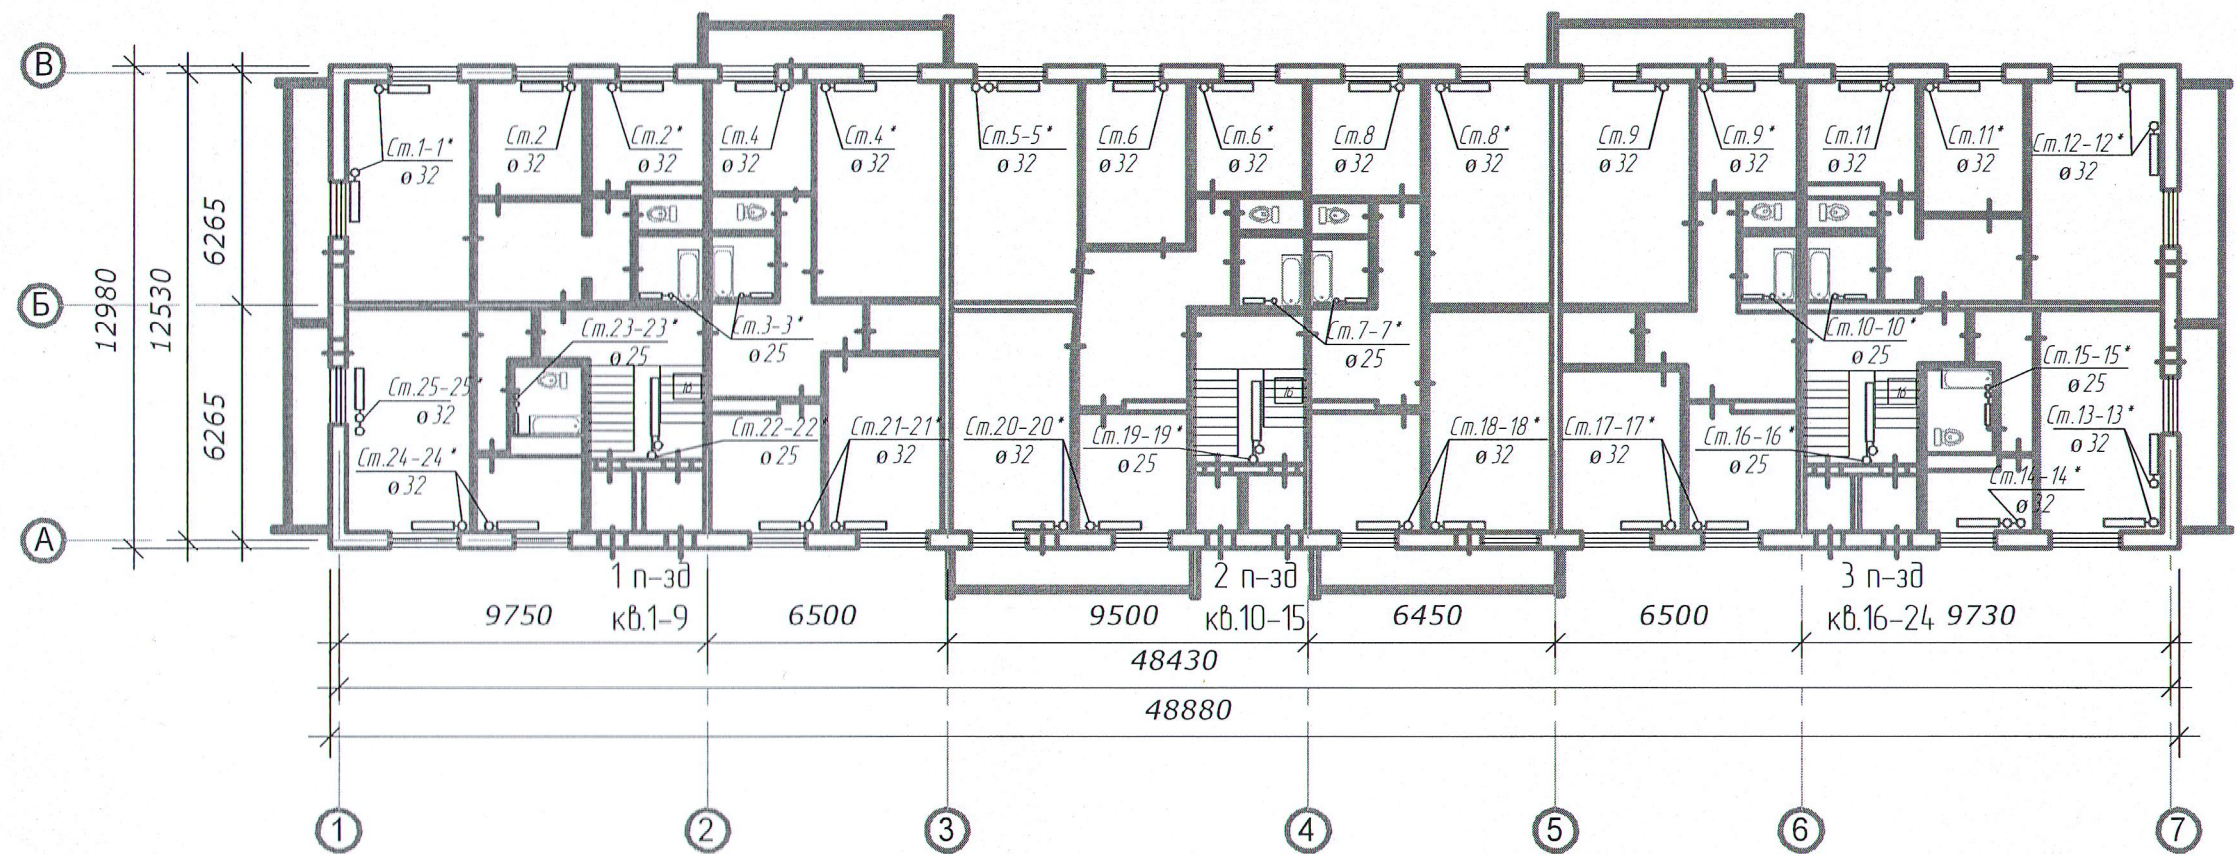 В
Ст.1-1*
ø 32
Ст.2
ø 32
Ст.2*
ø 32
Ст.4
ø 32
Ст.4*
ø 32
Ст.5-5*
ø 32
Ст.6
ø 32
Ст.6*
ø 32
Ст.8
ø 32
Ст.8*
ø 32
Ст.9
ø 32
Ст.9*
ø 32
Ст.11
ø 32
Ст.11*
ø 32
Ст.12-12*
ø 32
12980
12530
6265
6265
Б
Ст.23-23*
ø 25
Ст.3-3*
ø 25
Ст.7-7*
ø 25
Ст.10-10*
ø 25
Ст.15-15*
ø 25
Ст.25-25*
ø 32
1б
1б
1б
Ст.24-24*
ø 32
Ст.22-22*
ø 25
Ст.21-21*
ø 32
Ст.20-20*
ø 32
Ст.19-19*
ø 25
Ст.18-18*
ø 32
Ст.17-17*
ø 32
Ст.16-16*
ø 25
Ст.13-13*
ø 32
Ст.14-14*
ø 32
А
1 п-зд
кв.1-9
2 п-зд
кв.10-15
3 п-зд
кв.16-24
9750
6500
9500
6450
6500
9730
48430
48880
1
2
3
4
5
6
7